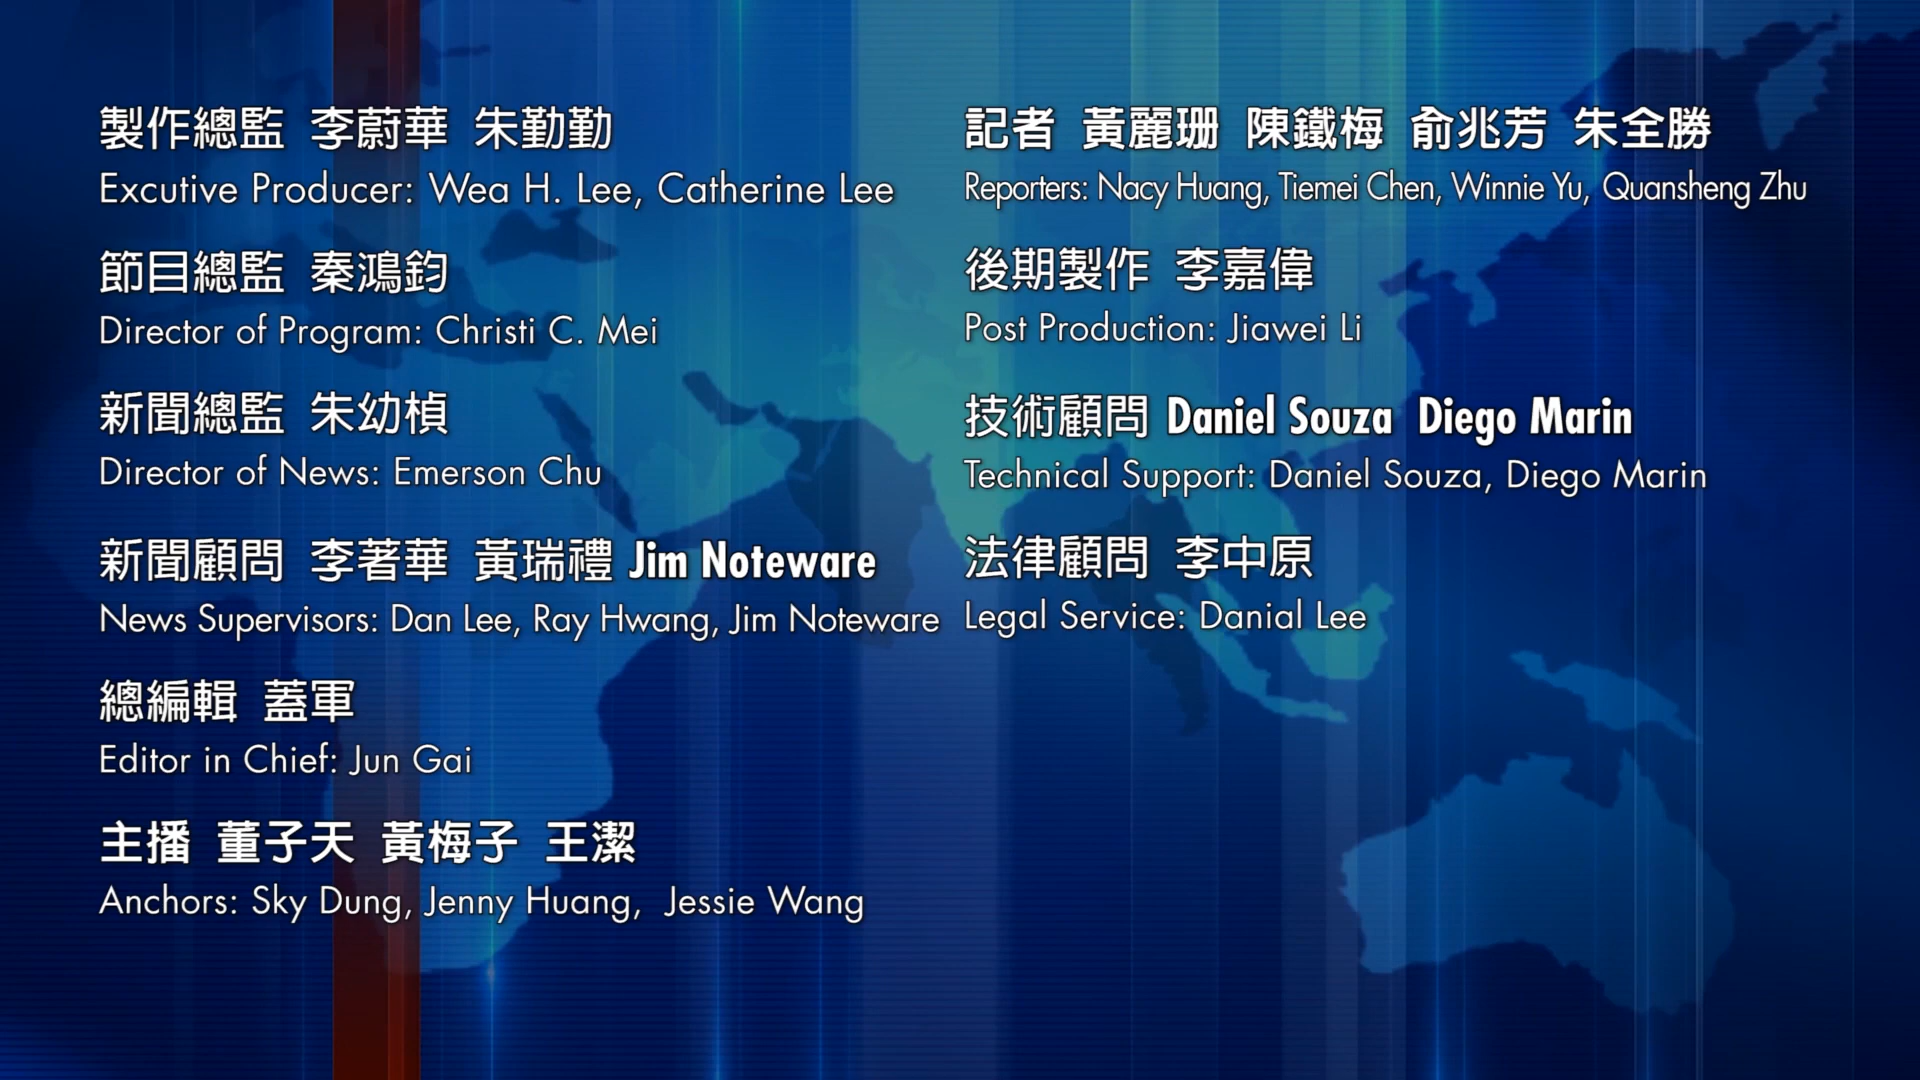 製作總監 李蔚華 朱勤勤
Excutive Producer: Wea H. Lee, Catherine Lee
節目總監 秦鴻鈞
Director of Program: Christi C. Mei
新聞總監 朱幼楨
Director of News: Emerson Chu
新聞顧問 李著華 黃瑞禮 Jim Noteware
News Supervisors: Dan Lee, Ray Hwang, Jim Noteware
總編輯 蓋軍
Editor in Chief: Jun Gai
主播 董子天 黃梅子 王潔
Anchors: Sky Dung, Jenny Huang, Jessie Wang
記者 黃麗珊 陳鐵梅 俞兆芳 朱全勝
Reporters: Nacy Huang, Tiemei Chen, Winnie Yu, Quansheng Zhu
後期製作 李嘉偉
Post Production: Jiawei Li
技術顧問 Daniel Souza Diego Marin
Technical Support: Daniel Souza, Diego Marin
法律顧問 李中原
Legal Service: Danial Lee